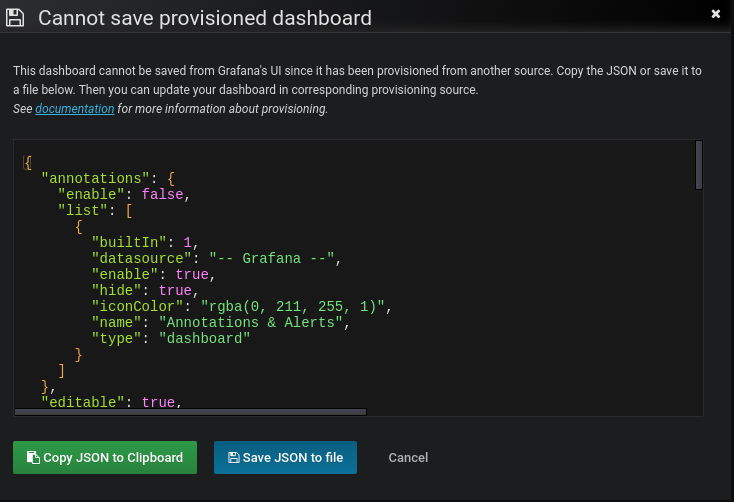 Cannot save provisioned dashboard
This dashboard cannot be saved from Grafana's UI since it has been provisioned from another source. Copy the JSON or save it to
a file below. Then you can update your dashboard in corresponding provisioning source.
See documentation for more information about provisioning.
{
  "annotations": {
    "enable": false,
    "list": [
      {
        "builtIn": 1,
        "datasource": "-- Grafana --",
        "enable": true,
        "hide": true,
        "iconColor": "rgba(0, 211, 255, 1)",
        "name": "Annotations & Alerts",
        "type": "dashboard"
      }
    ]
  },
  "editable": true,
Copy JSON to Clipboard Save JSON to file Cancel